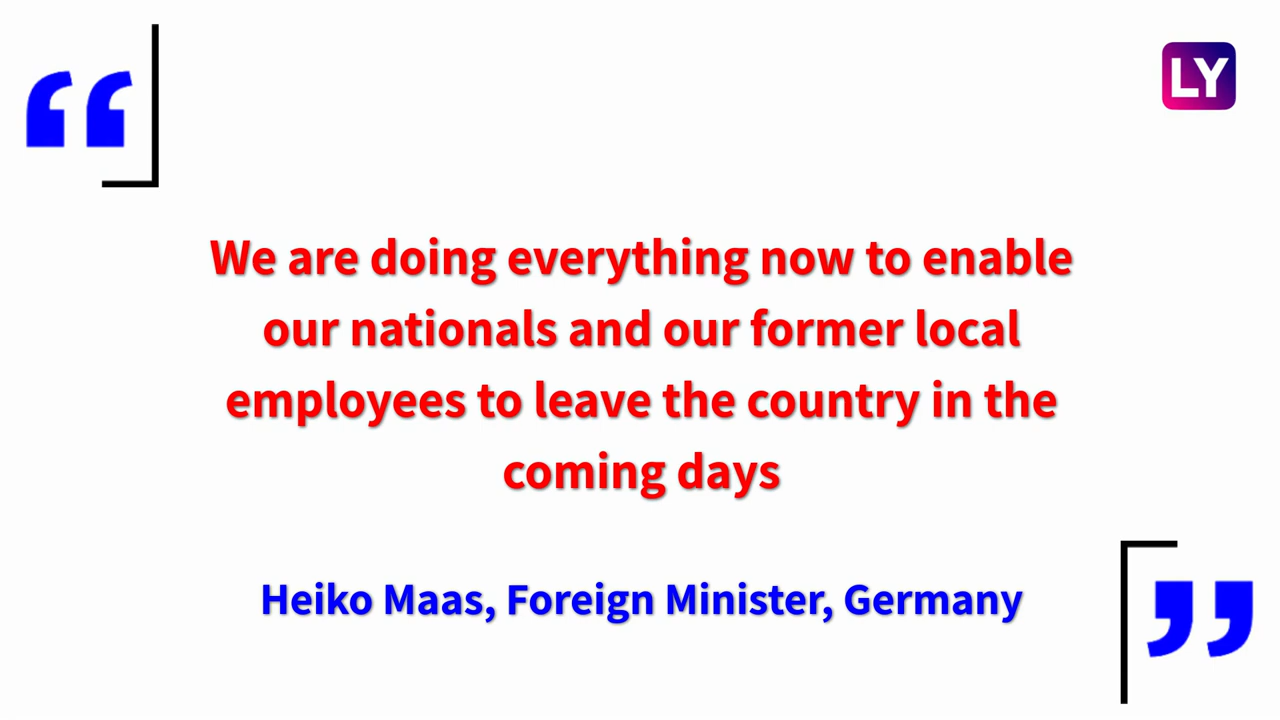 “
LY
We are doing everything now to enable
our nationals and our former local
employees to leave the country in the
coming days
Heiko Maas, Foreign Minister, Germany
”